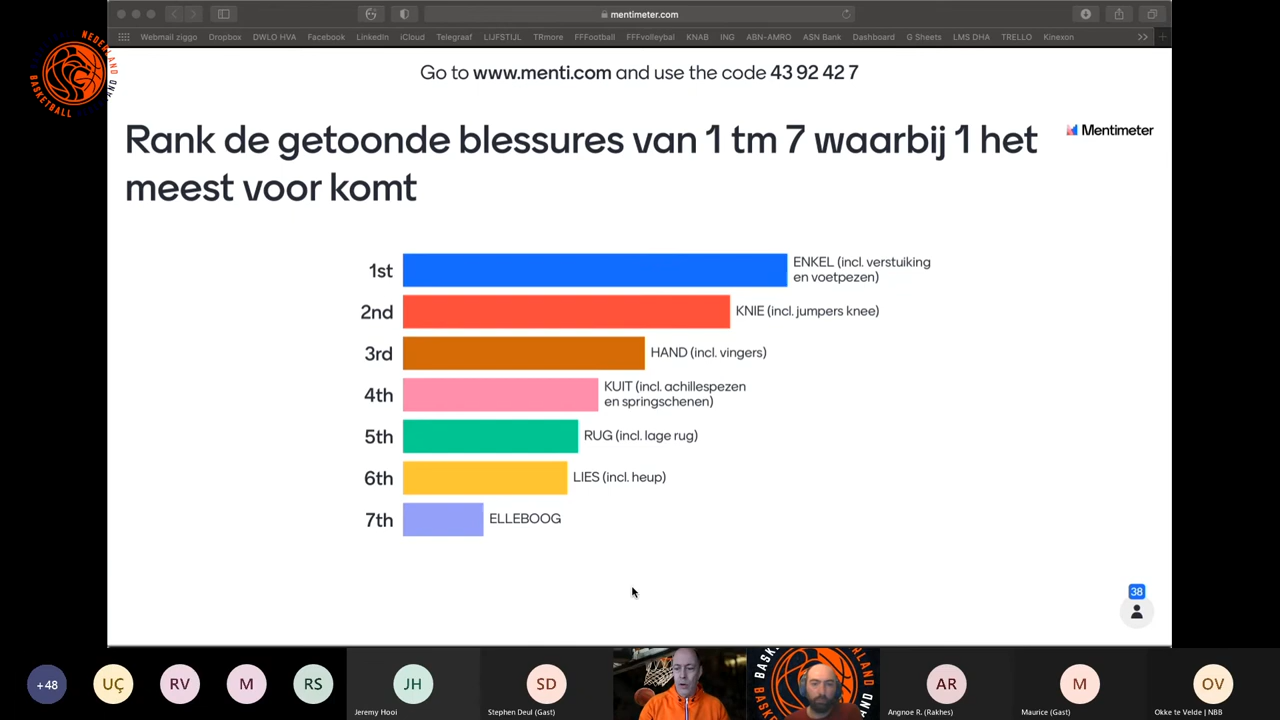 mentimeter.com
Webmail ziggo Dropbox DWLO HVA Facebook LinkedIn iCloud Telegraaf LIJFSTIJL TRmore FFFootball FFFvolleybal KNAB ING ABN-AMRO ASN Bank Dashboard G Sheets LMS DHA TRELLO Kinexon >>
NEDERLAND
BASKETBALL
Go to www.menti.com and use the code 43 92 42 7
Rank de getoonde blessures van 1 tm 7 waarbij 1 het
meest voor komt
Mentimeter
1st ENKEL (incl. verstuiking
en voetpezen)
2nd KNIE (incl. jumpers knee)
3rd HAND (incl. vingers)
4th KUIT (incl. achillespezen
en springschenen)
5th RUG (incl. lage rug)
6th LIES (incl. heup)
7th ELLEBOOG
38
+48 UÇ RV M RS JH SD AR M OV
Jeremy Hooi Stephen Deul (Gast) Angnoe R. (Rakhes) Maurice (Gast) Okke te Velde | NBB